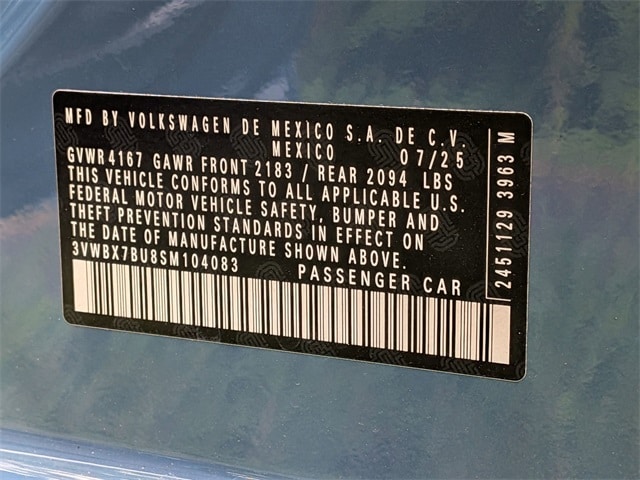 MFD BY VOLKSWAGEN DE MEXICO S.A. DE C.V.
MEXICO 07/25
GVWR4167 GAWR FRONT 2183 / REAR 2094 LBS
THIS VEHICLE CONFORMS TO ALL APPLICABLE U.S.
FEDERAL MOTOR VEHICLE SAFETY, BUMPER AND
THEFT PREVENTION STANDARDS IN EFFECT ON
THE DATE OF MANUFACTURE SHOWN ABOVE.
3VWBX7BU8SM104083 PASSENGER CAR
2451129 3963 M